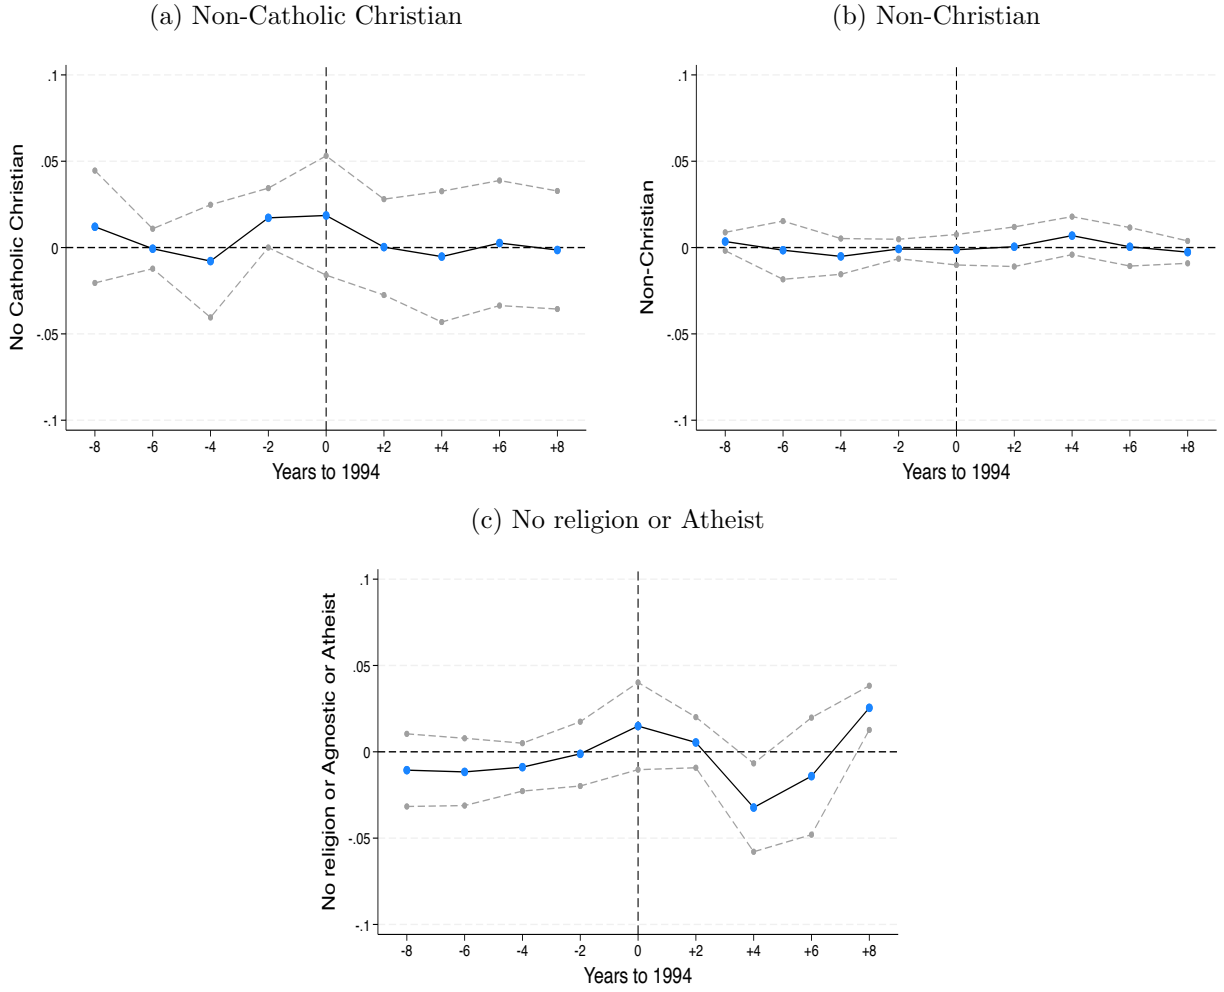 (a) Non-Catholic Christian
No Catholic Christian
.1
.05
0
-.05
-.1
-8 -6 -4 -2 0 +2 +4 +6 +8
Years to 1994
(b) Non-Christian
Non-Christian
.1
.05
0
-.05
-.1
-8 -6 -4 -2 0 +2 +4 +6 +8
Years to 1994
(c) No religion or Atheist
No religion or Agnostic or Atheist
.1
.05
0
-.05
-.1
-8 -6 -4 -2 0 +2 +4 +6 +8
Years to 1994